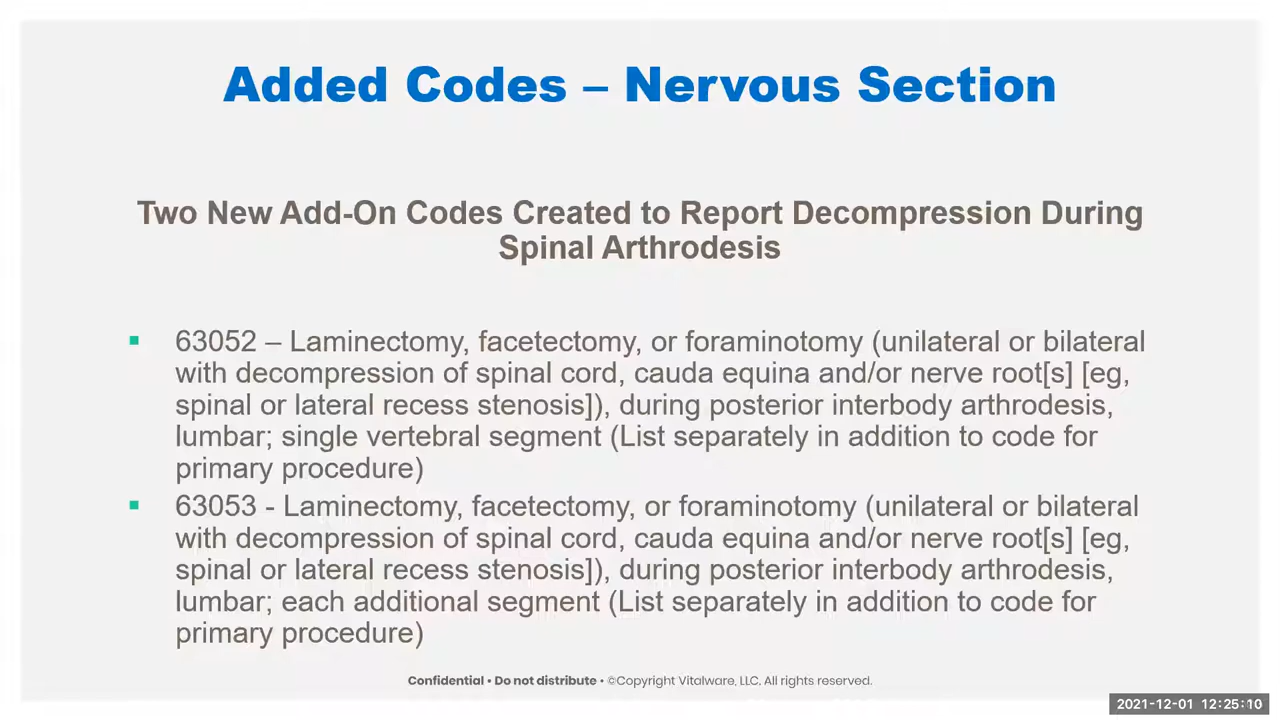 Added Codes – Nervous Section
Two New Add-On Codes Created to Report Decompression During
Spinal Arthrodesis
63052 – Laminectomy, facetectomy, or foraminotomy (unilateral or bilateral
with decompression of spinal cord, cauda equina and/or nerve root[s] [eg,
spinal or lateral recess stenosis]), during posterior interbody arthrodesis,
lumbar; single vertebral segment (List separately in addition to code for
primary procedure)
63053 - Laminectomy, facetectomy, or foraminotomy (unilateral or bilateral
with decompression of spinal cord, cauda equina and/or nerve root[s] [eg,
spinal or lateral recess stenosis]), during posterior interbody arthrodesis,
lumbar; each additional segment (List separately in addition to code for
primary procedure)
Confidential • Do not distribute • ©Copyright Vitalware, LLC. All rights reserved.
2021-12-01 12:25:10